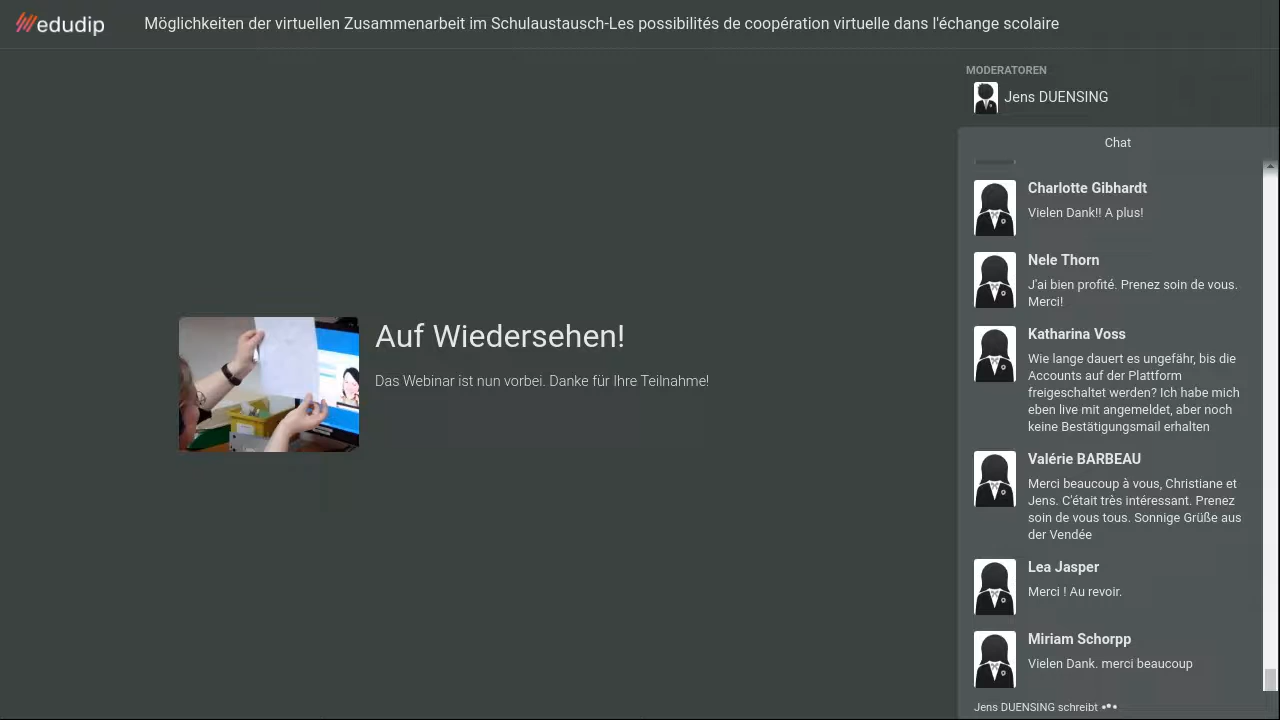 edudip
Möglichkeiten der virtuellen Zusammenarbeit im Schulaustausch-Les possibilités de coopération virtuelle dans l'échange scolaire
MODERATOREN
Jens DUENSING
Chat
Charlotte Gibhardt
Vielen Dank!! A plus!
Nele Thorn
J'ai bien profité. Prenez soin de vous.
Merci!
Katharina Voss
Wie lange dauert es ungefähr, bis die
Accounts auf der Plattform
freigeschaltet werden? Ich habe mich
eben live mit angemeldet, aber noch
keine Bestätigungsmail erhalten
Valérie BARBEAU
Merci beaucoup à vous, Christiane et
Jens. C'était très intéressant. Prenez
soin de vous tous. Sonnige Grüße aus
der Vendée
Lea Jasper
Merci ! Au revoir.
Miriam Schorpp
Vielen Dank. merci beaucoup
Jens DUENSING schreibt
Auf Wiedersehen!
Das Webinar ist nun vorbei. Danke für Ihre Teilnahme!